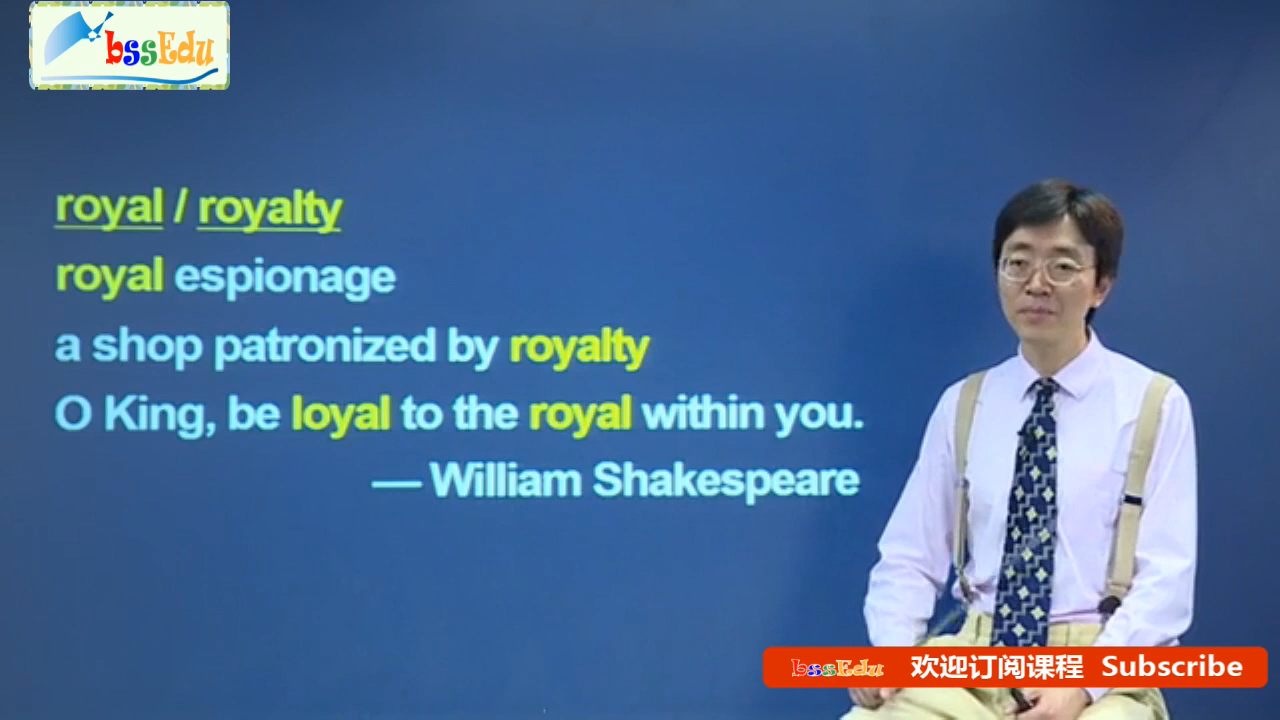 bssEdu
royal / royalty
royal espionage
a shop patronized by royalty
O King, be loyal to the royal within you.
— William Shakespeare
bssEdu 欢迎订阅课程 Subscribe